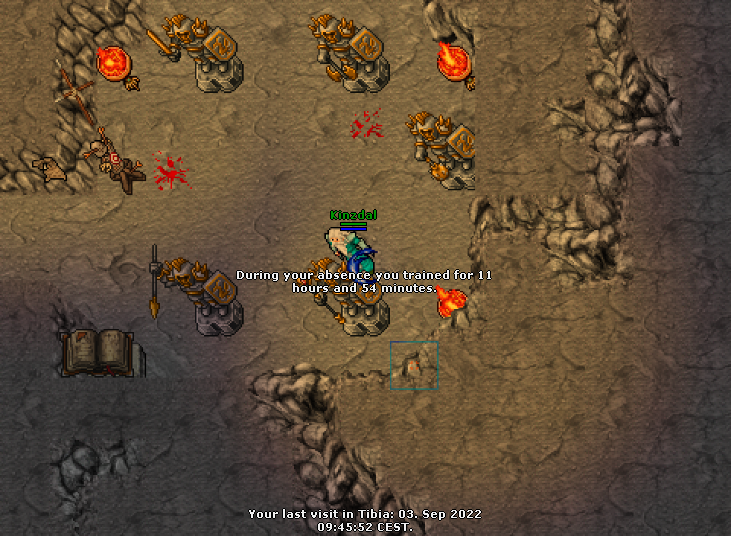 Kinzdal
During your absence you trained for 11
hours and 54 minutes.
Your last visit in Tibia: 03. Sep 2022
09:45:52 CEST.